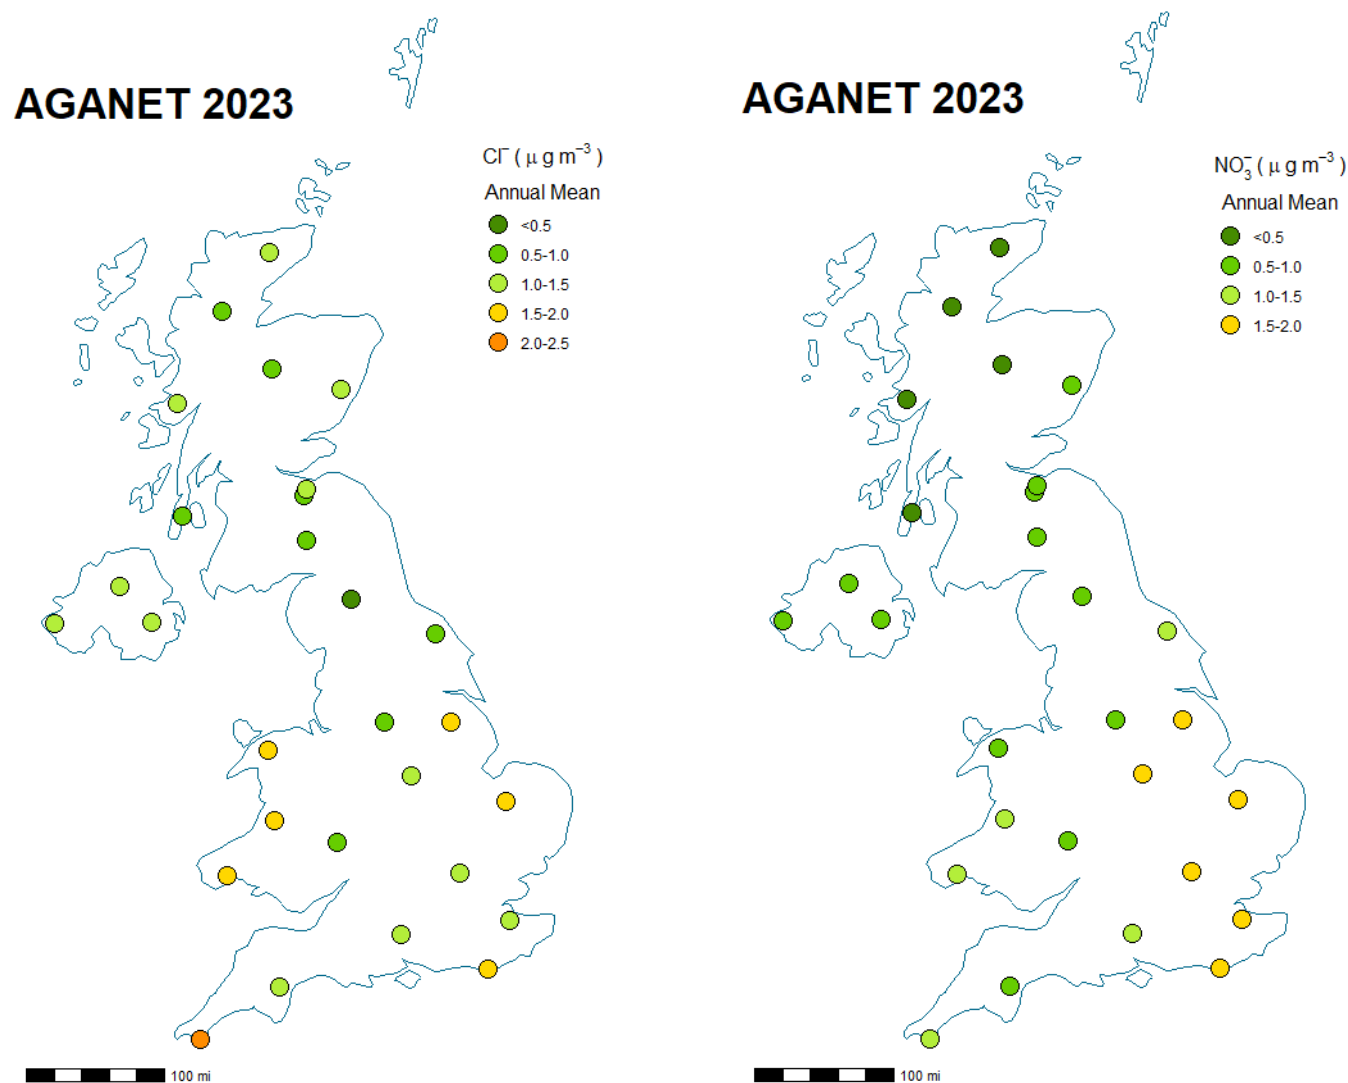 AGANET 2023
Cl⁻ ( μ g m⁻³ )
Annual Mean
<0.5
0.5-1.0
1.0-1.5
1.5-2.0
2.0-2.5
100 mi
AGANET 2023
NO₃⁻ ( μ g m⁻³ )
Annual Mean
<0.5
0.5-1.0
1.0-1.5
1.5-2.0
100 mi